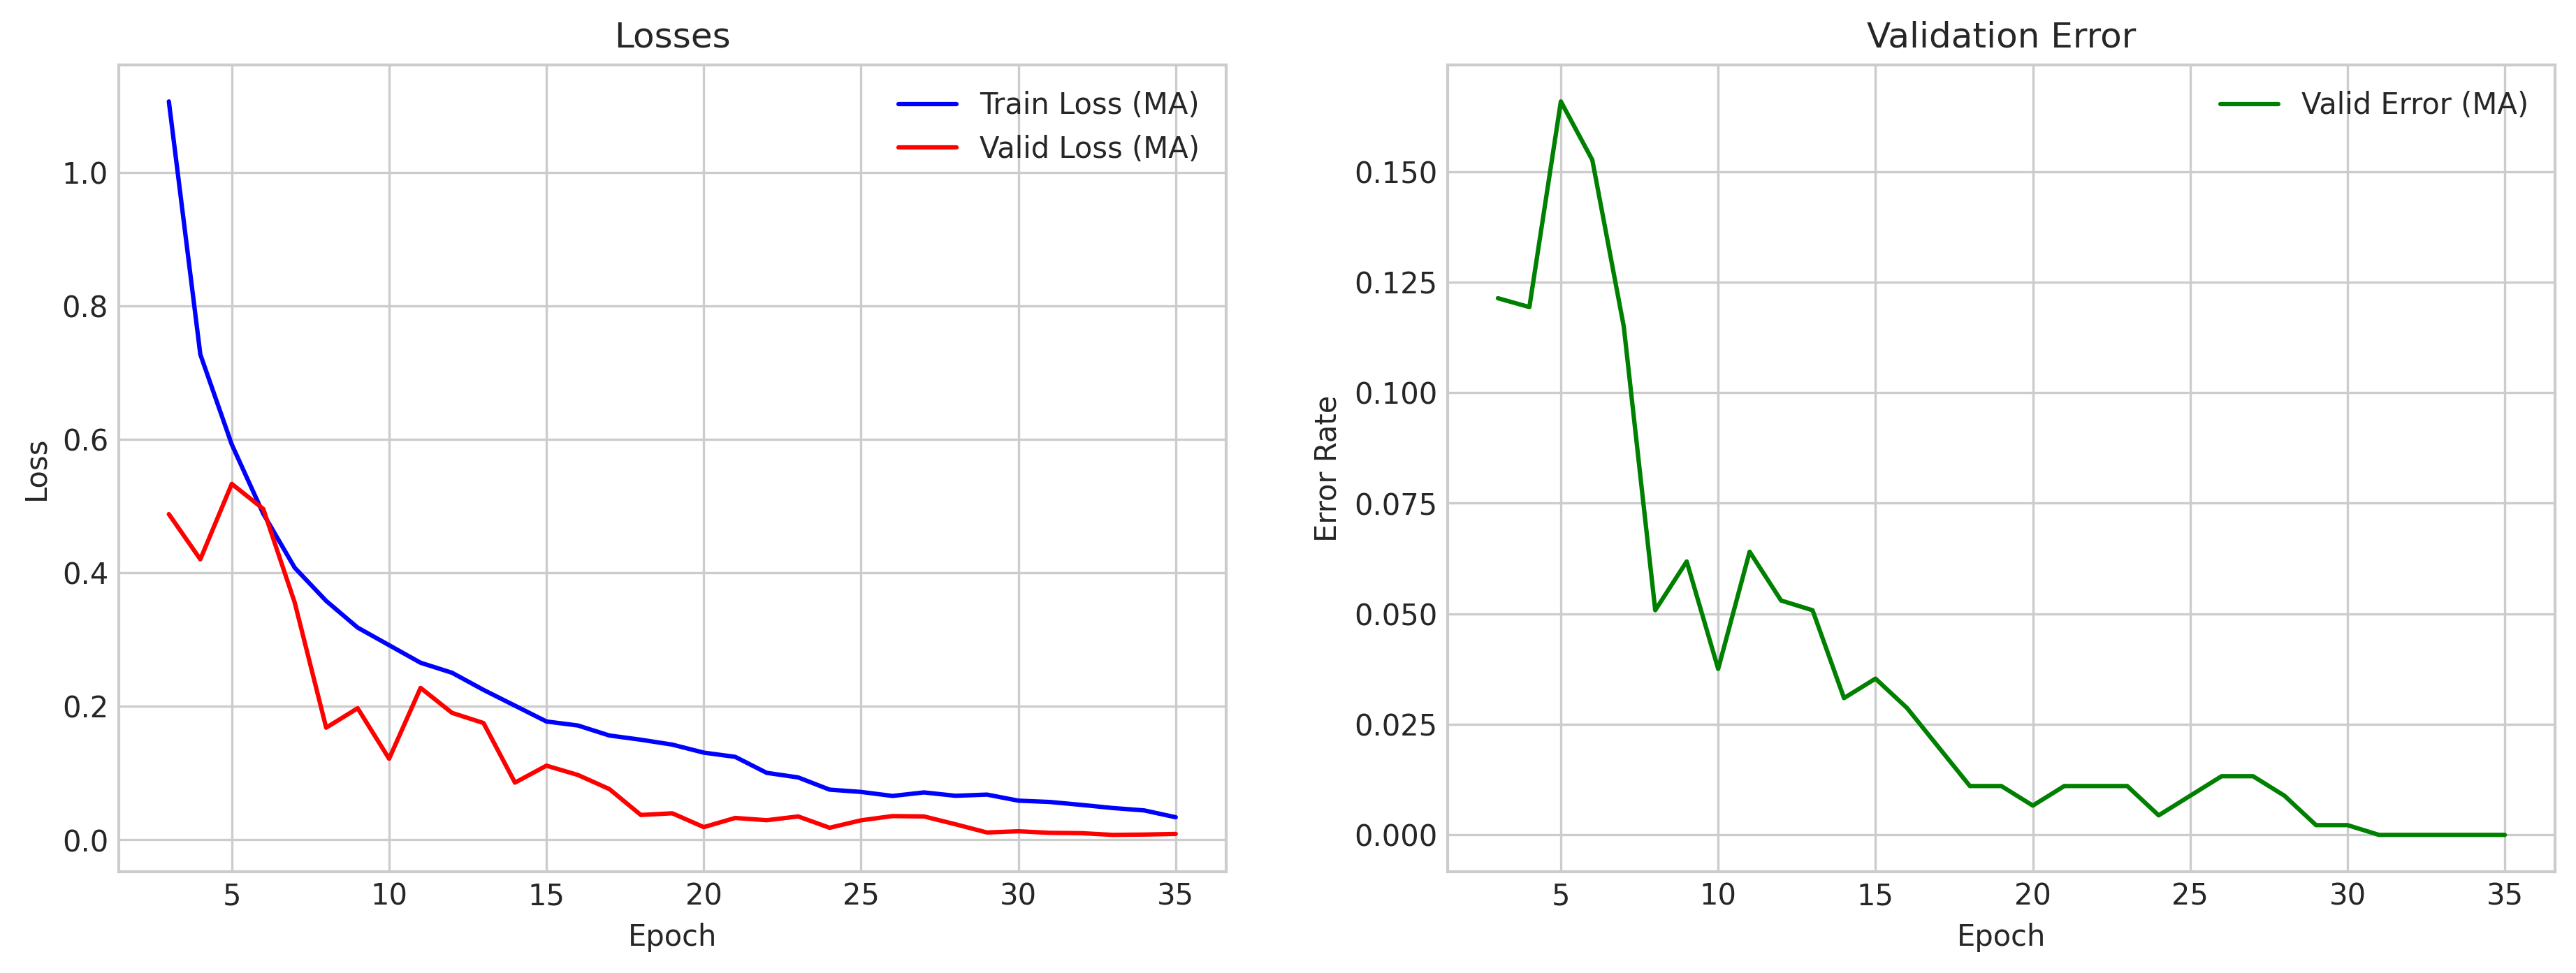 Losses
Train Loss (MA)
Valid Loss (MA)
1.0
0.8
0.6
0.4
0.2
0.0
Loss
5 10 15 20 25 30 35
Epoch
Validation Error
Valid Error (MA)
0.150
0.125
0.100
0.075
0.050
0.025
0.000
Error Rate
5 10 15 20 25 30 35
Epoch